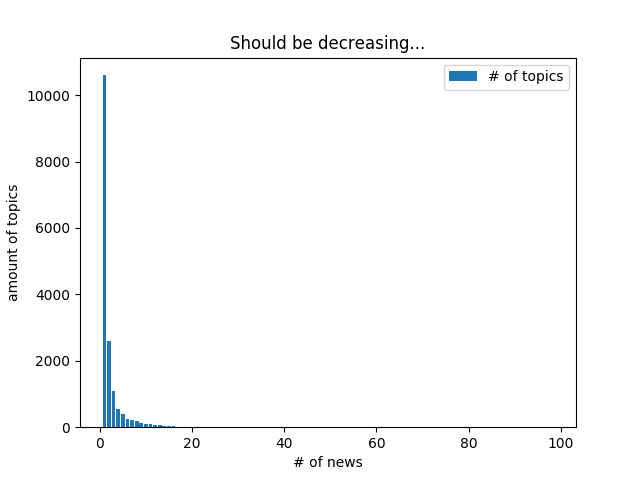 Should be decreasing...
# of topics
amount of topics
10000
8000
6000
4000
2000
0
0 20 40 60 80 100
# of news